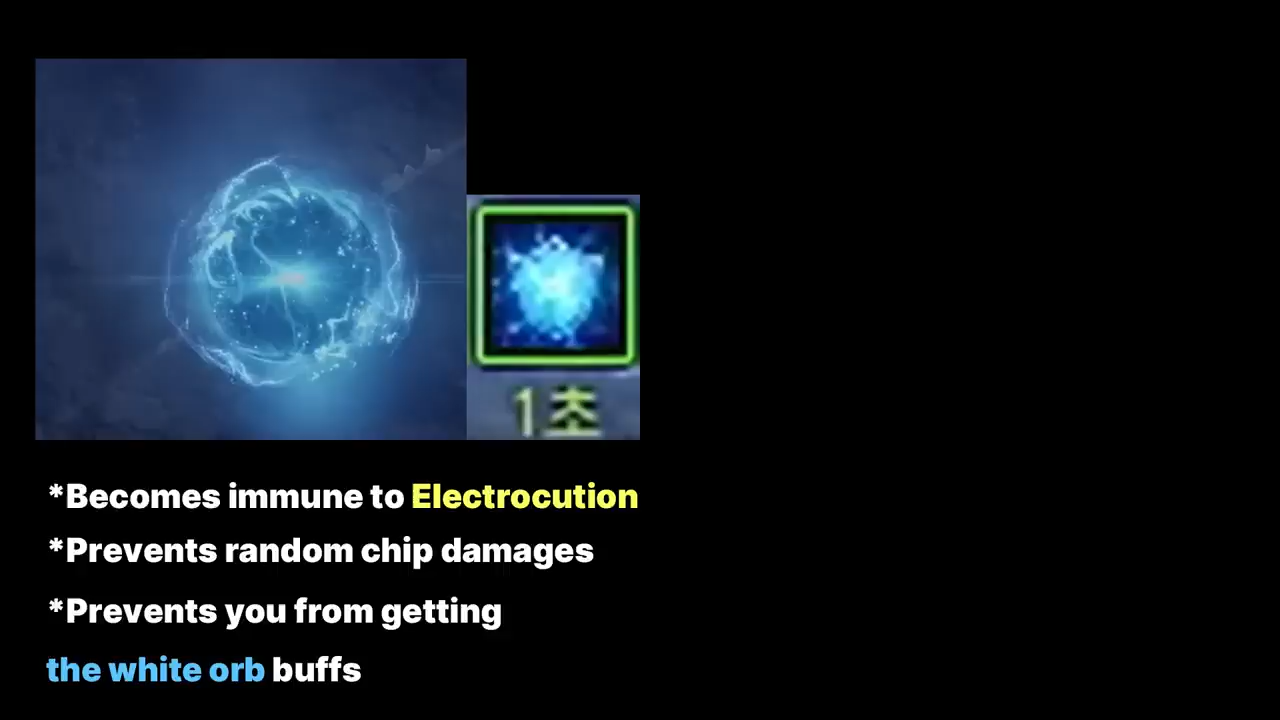 1초
*Becomes immune to Electrocution
*Prevents random chip damages
*Prevents you from getting
the white orb buffs